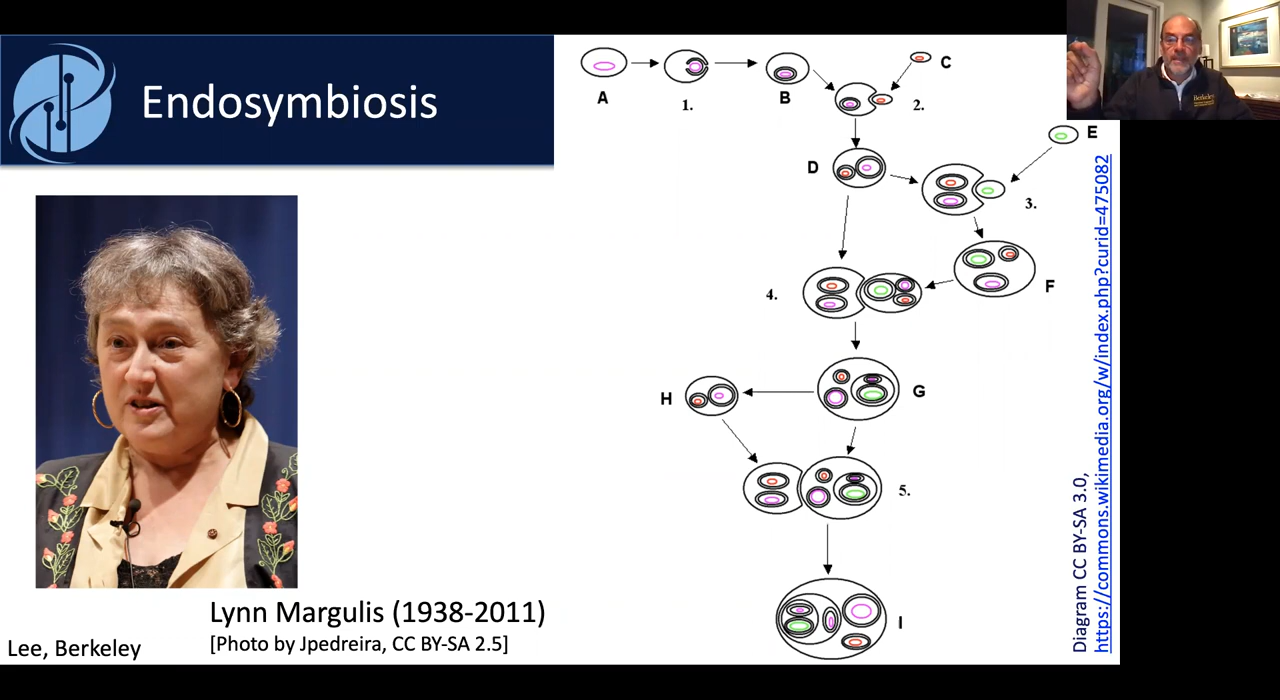 Endosymbiosis
A
1.
B
C
2.
D
E
3.
F
4.
G
H
5.
I
Lynn Margulis (1938-2011)
[Photo by Jpedreira, CC BY-SA 2.5]
Lee, Berkeley
Diagram CC BY-SA 3.0,
https://commons.wikimedia.org/w/index.php?curid=475082
Berkeley